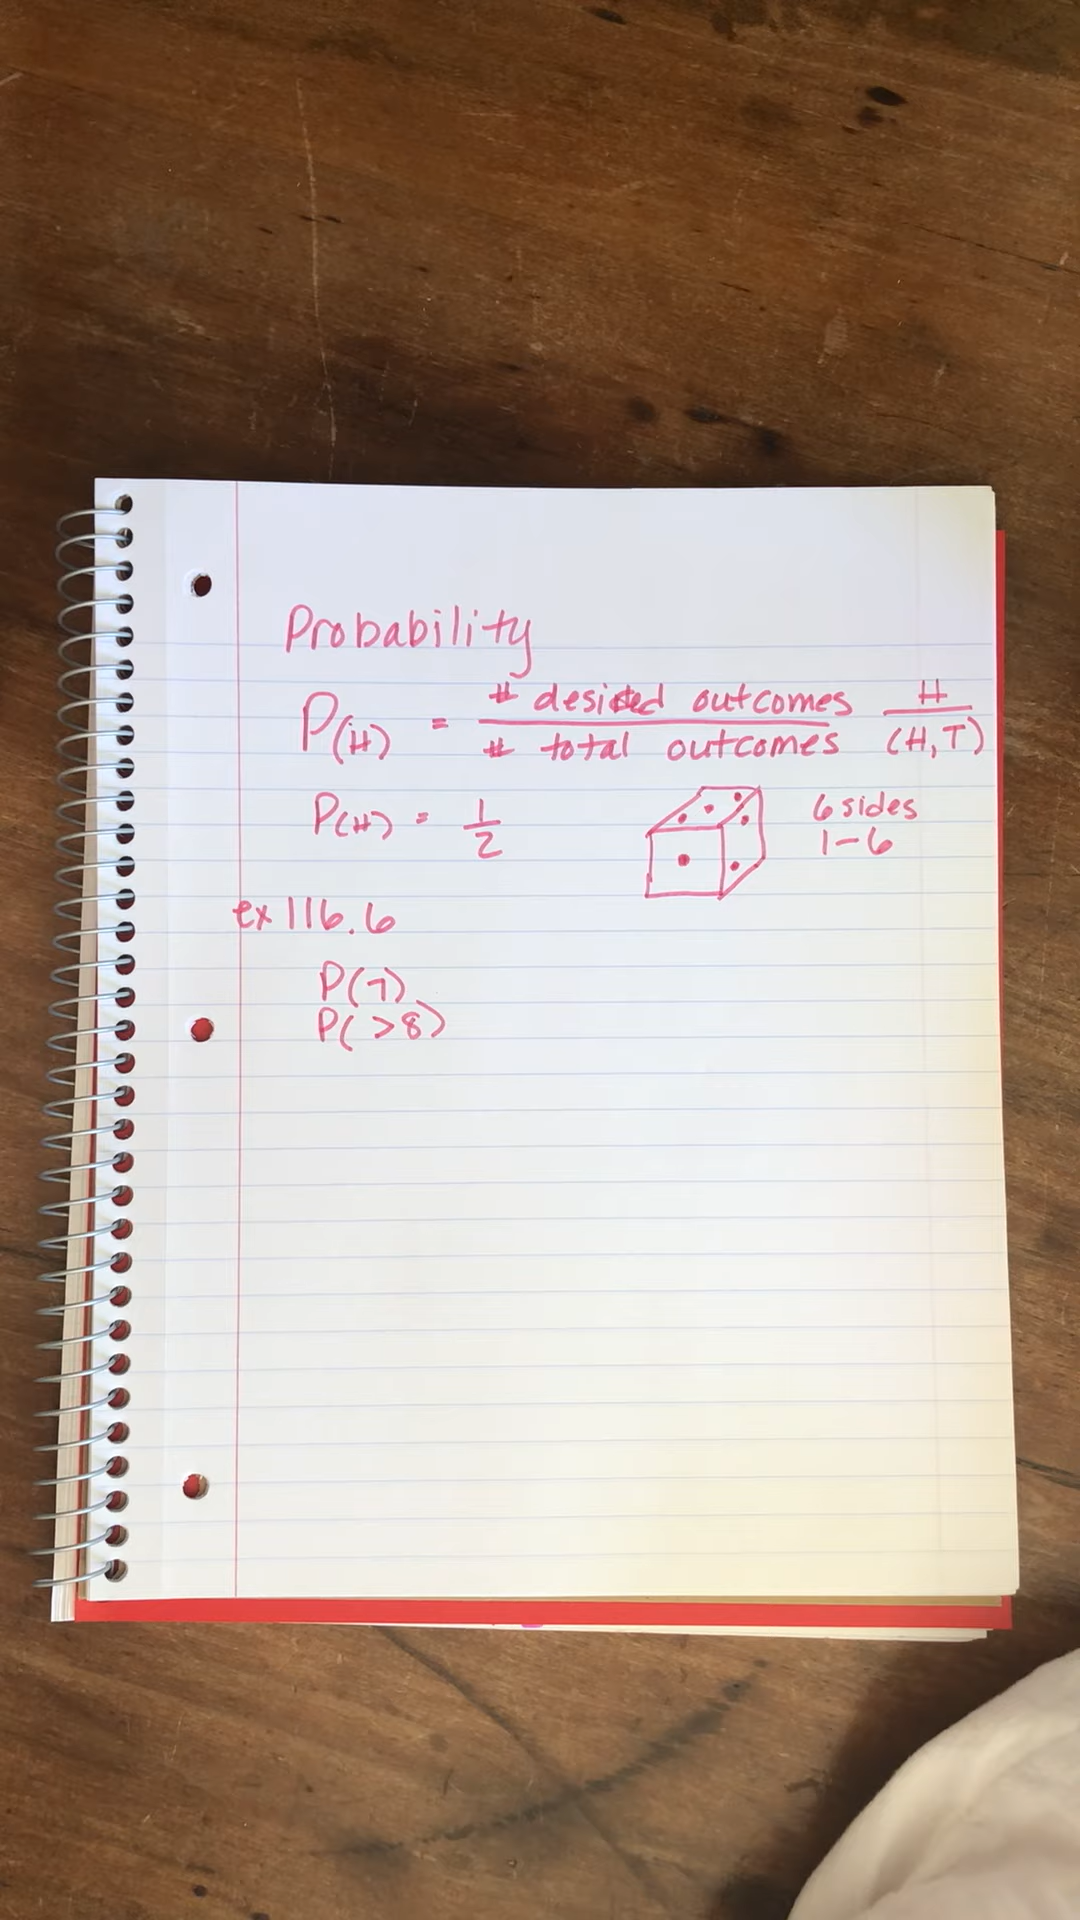 Probability
P(H) = # desired outcomes / # total outcomes H / (H,T)
P(H) = 1/2
6 sides
1-6
ex 116.6
P(7)
P( >8)